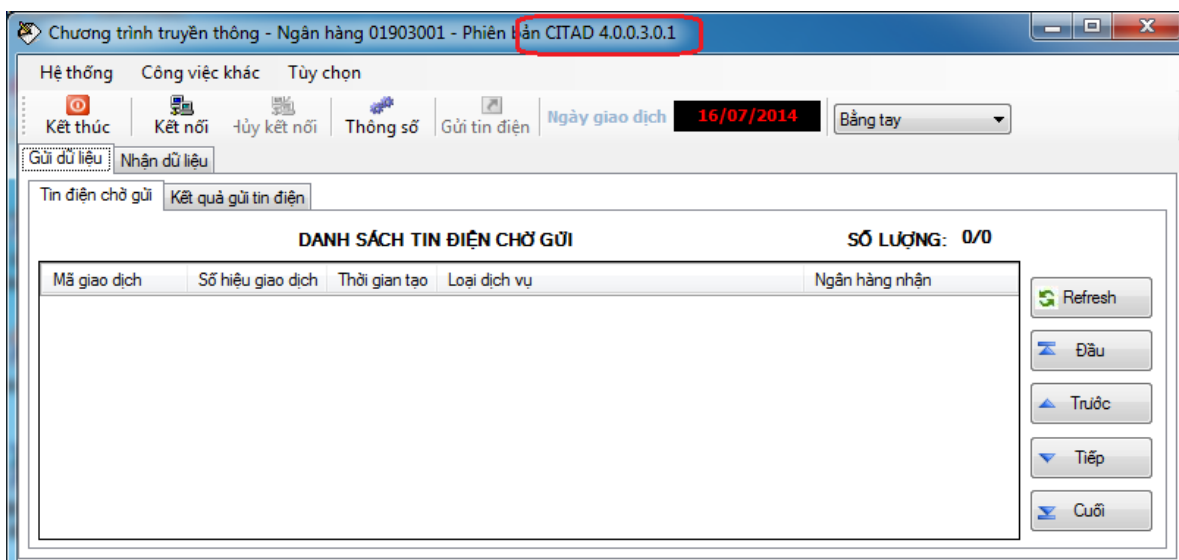 Chương trình truyền thông - Ngân hàng 01903001 - Phiên bản CITAD 4.0.0.3.0.1
Hệ thống Công việc khác Tùy chọn
Kết thúc Kết nối Hủy kết nối Thông số Gửi tin điện Ngày giao dịch 16/07/2014 Bằng tay
Gửi dữ liệu Nhận dữ liệu
Tin điện chờ gửi Kết quả gửi tin điện
DANH SÁCH TIN ĐIỆN CHỜ GỬI SỐ LƯỢNG: 0/0
Mã giao dịch Số hiệu giao dịch Thời gian tạo Loại dịch vụ Ngân hàng nhận
Refresh
Đầu
Trước
Tiếp
Cuối